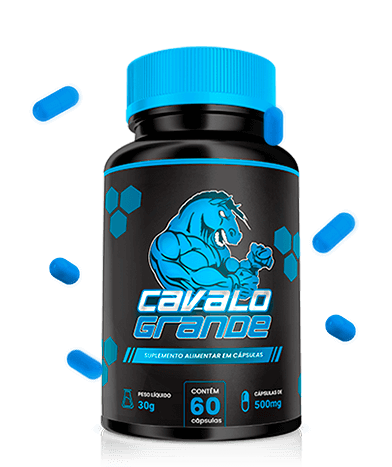 CAVALO
GRANDE
SUPLEMENTO ALIMENTAR EM CÁPSULAS
PESO LÍQUIDO
30g
CONTÉM
60
cápsulas
CÁPSULAS DE
500mg